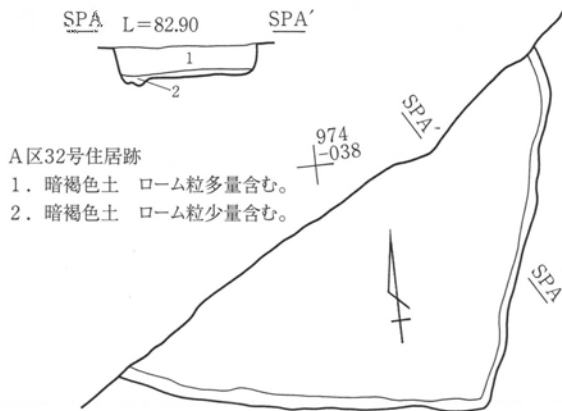 SPA L=82.90 SPA′
1
2
A区32号住居跡
1．暗褐色土 ローム粒多量含む。
2．暗褐色土 ローム粒少量含む。
974
-038
SPA′
SPA